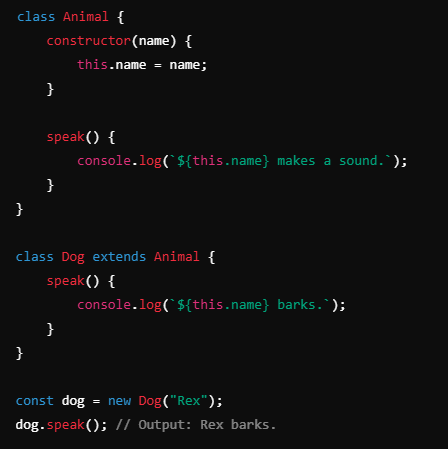 class Animal {
    constructor(name) {
        this.name = name;
    }

    speak() {
        console.log(`${this.name} makes a sound.`);
    }
}

class Dog extends Animal {
    speak() {
        console.log(`${this.name} barks.`);
    }
}

const dog = new Dog("Rex");
dog.speak(); // Output: Rex barks.